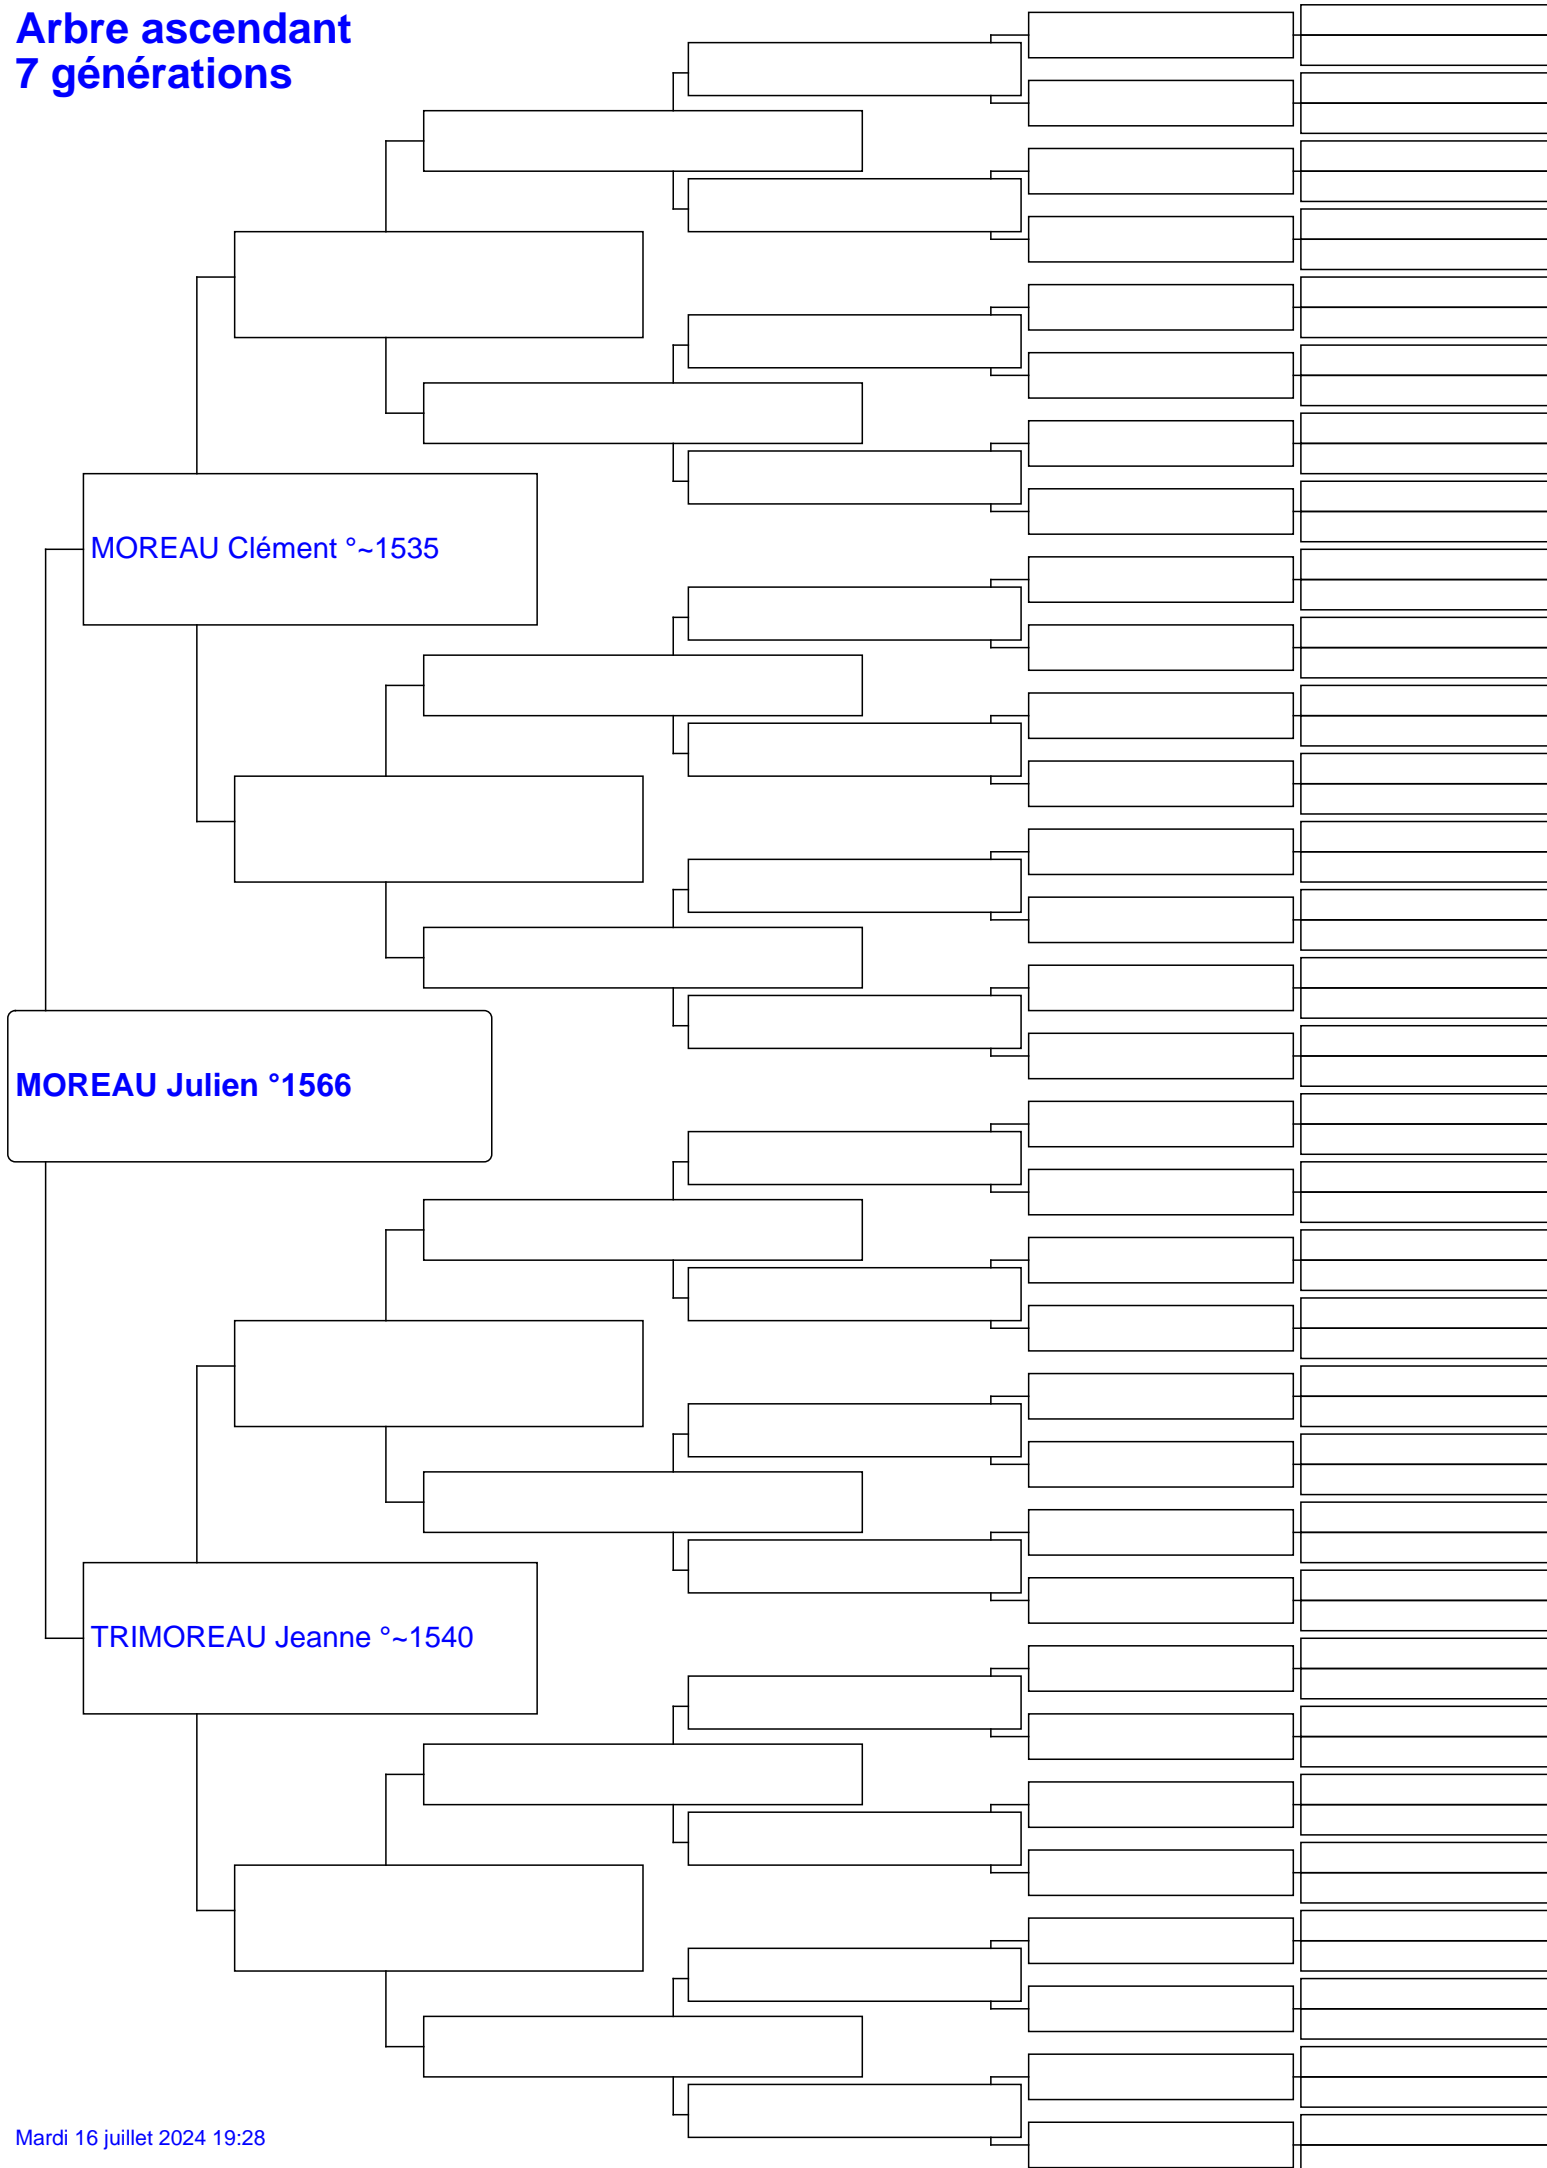 Arbre ascendant
7 générations
MOREAU Clément °~1535
MOREAU Julien °1566
TRIMOREAU Jeanne °~1540
Mardi 16 juillet 2024 19:28